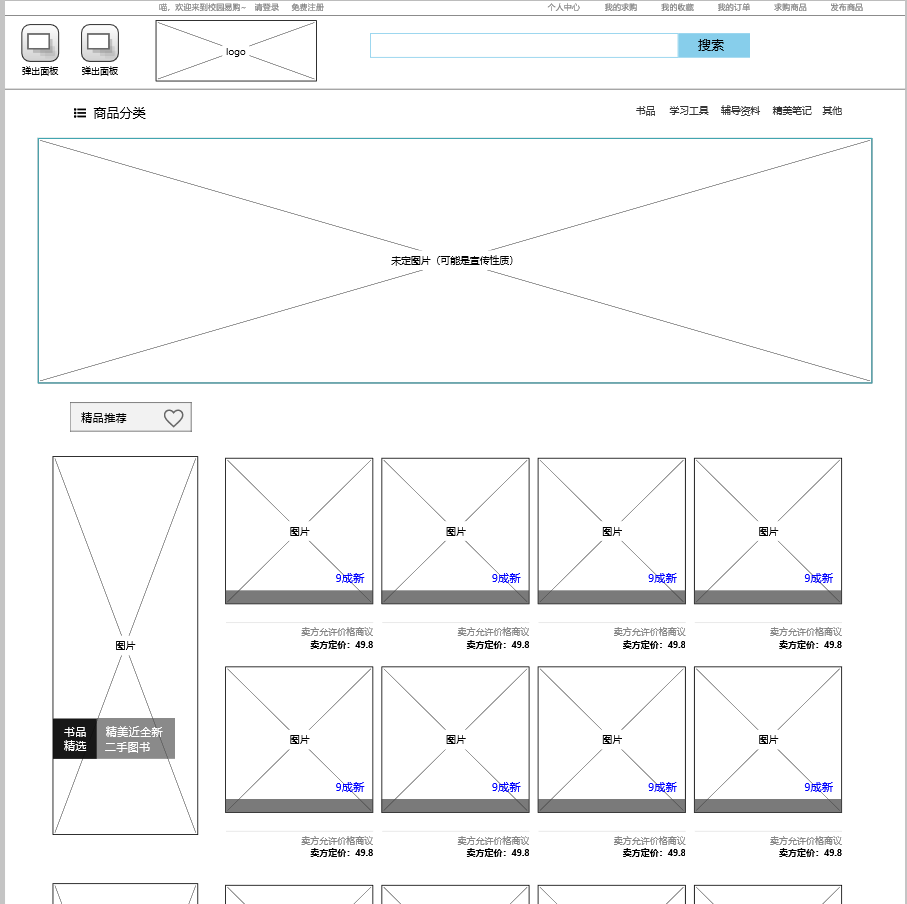 喵，欢迎来到校园易购~ 请登录 免费注册 个人中心 我的求购 我的收藏 我的订单 求购商品 发布商品
弹出面板 弹出面板 logo 搜索
商品分类 书品 学习工具 辅导资料 精美笔记 其他
未定图片（可能是宣传性质）
精品推荐
图片 图片 图片 图片
9成新 9成新 9成新 9成新
卖方允许价格商议 卖方允许价格商议 卖方允许价格商议 卖方允许价格商议
卖方定价：49.8 卖方定价：49.8 卖方定价：49.8 卖方定价：49.8
图片
书品 精美近全新
精选 二手图书
图片 图片 图片 图片
9成新 9成新 9成新 9成新
卖方允许价格商议 卖方允许价格商议 卖方允许价格商议 卖方允许价格商议
卖方定价：49.8 卖方定价：49.8 卖方定价：49.8 卖方定价：49.8